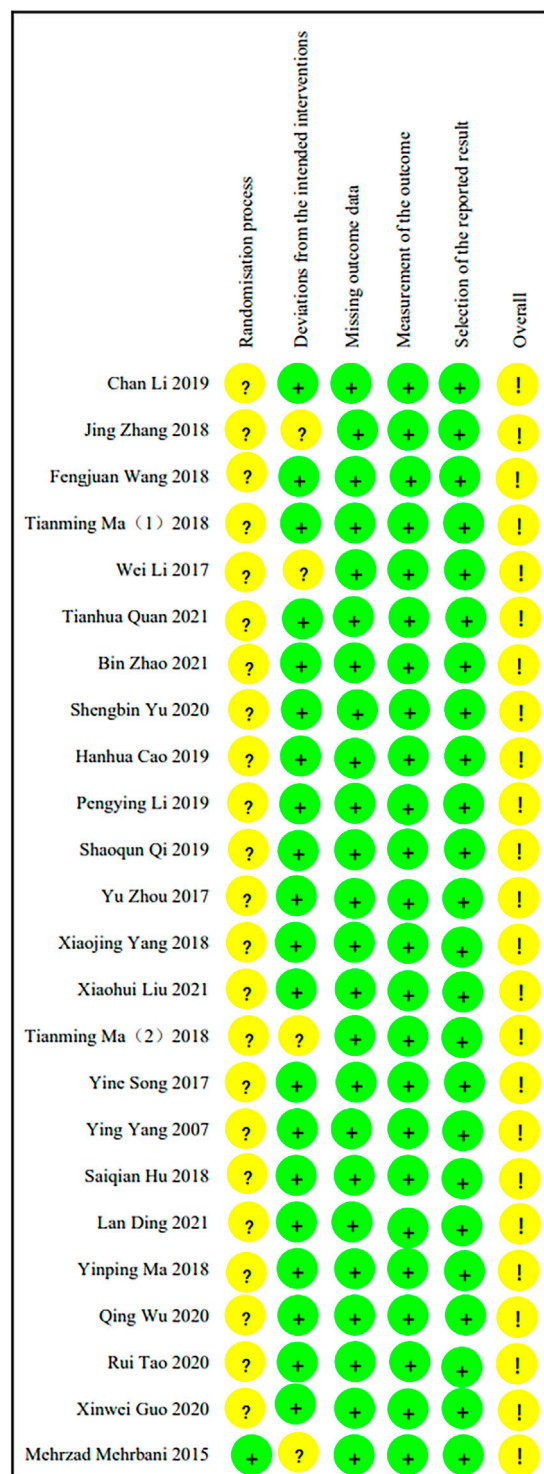 Randomisation process
Deviations from the intended interventions
Missing outcome data
Measurement of the outcome
Selection of the reported result
Overall
Chan Li 2019 ? + + + + !
Jing Zhang 2018 ? ? + + + !
Fengjuan Wang 2018 ? + + + + !
Tianming Ma（1）2018 ? + + + + !
Wei Li 2017 ? ? + + + !
Tianhua Quan 2021 ? + + + + !
Bin Zhao 2021 ? + + + + !
Shengbin Yu 2020 ? + + + + !
Hanhua Cao 2019 ? + + + + !
Pengying Li 2019 ? + + + + !
Shaoqun Qi 2019 ? + + + + !
Yu Zhou 2017 ? + + + + !
Xiaojing Yang 2018 ? + + + + !
Xiaohui Liu 2021 ? + + + + !
Tianming Ma（2）2018 ? ? + + + !
Yine Song 2017 ? + + + + !
Ying Yang 2007 ? + + + + !
Saiqian Hu 2018 ? + + + + !
Lan Ding 2021 ? + + + + !
Yinping Ma 2018 ? + + + + !
Qing Wu 2020 ? + + + + !
Rui Tao 2020 ? + + + + !
Xinwei Guo 2020 ? + + + + !
Mehrzad Mehrbani 2015 + ? + + + !